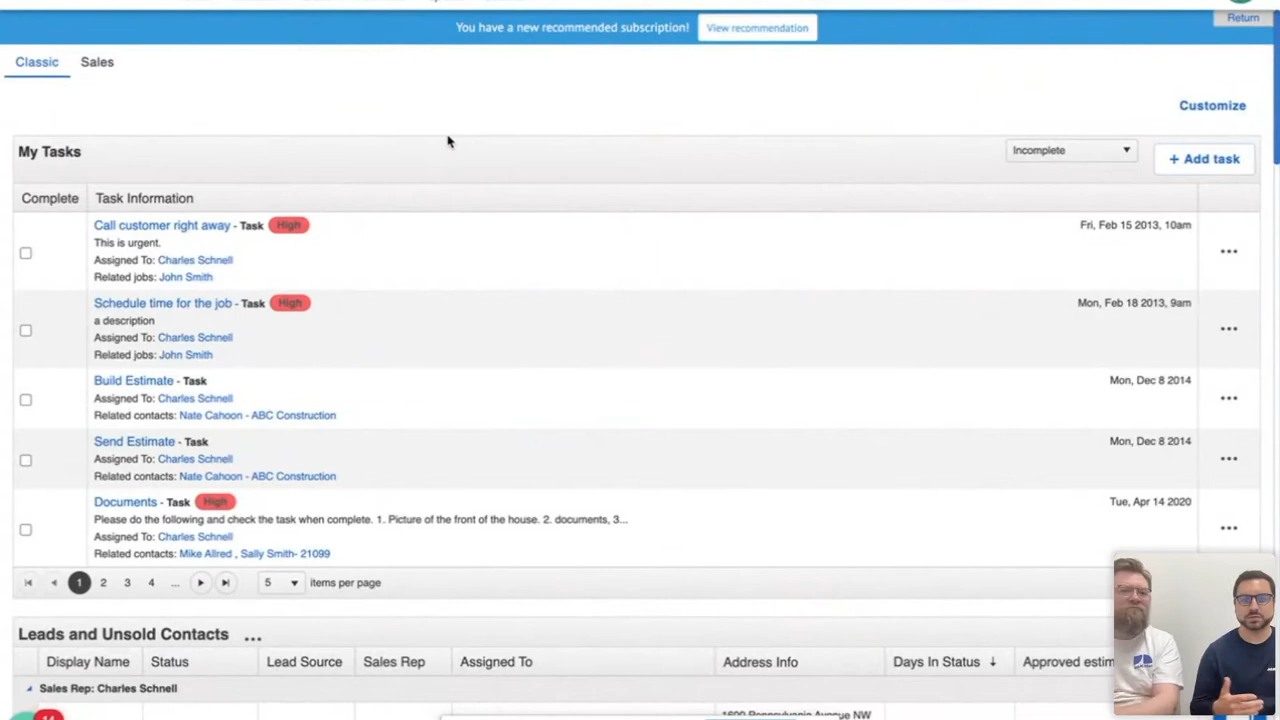 You have a new recommended subscription!
View recommendation
Return
Classic
Sales
Customize
My Tasks
Incomplete
+ Add task
Complete
Task Information
Call customer right away - Task High
Fri, Feb 15 2013, 10am
This is urgent.
Assigned To: Charles Schnell
Related jobs: John Smith
Schedule time for the job - Task High
Mon, Feb 18 2013, 9am
a description
Assigned To: Charles Schnell
Related jobs: John Smith
Build Estimate - Task
Mon, Dec 8 2014
Assigned To: Charles Schnell
Related contacts: Nate Cahoon - ABC Construction
Send Estimate - Task
Mon, Dec 8 2014
Assigned To: Charles Schnell
Related contacts: Nate Cahoon - ABC Construction
Documents - Task High
Tue, Apr 14 2020
Please do the following and check the task when complete. 1. Picture of the front of the house. 2. documents, 3...
Assigned To: Charles Schnell
Related contacts: Mike Allred , Sally Smith- 21099
1 2 3 4 ... 5 items per page
Leads and Unsold Contacts ...
Display Name
Status
Lead Source
Sales Rep
Assigned To
Address Info
Days In Status ↓
Approved estim
Sales Rep: Charles Schnell
1600 Pennsylvania Avenue NW
14